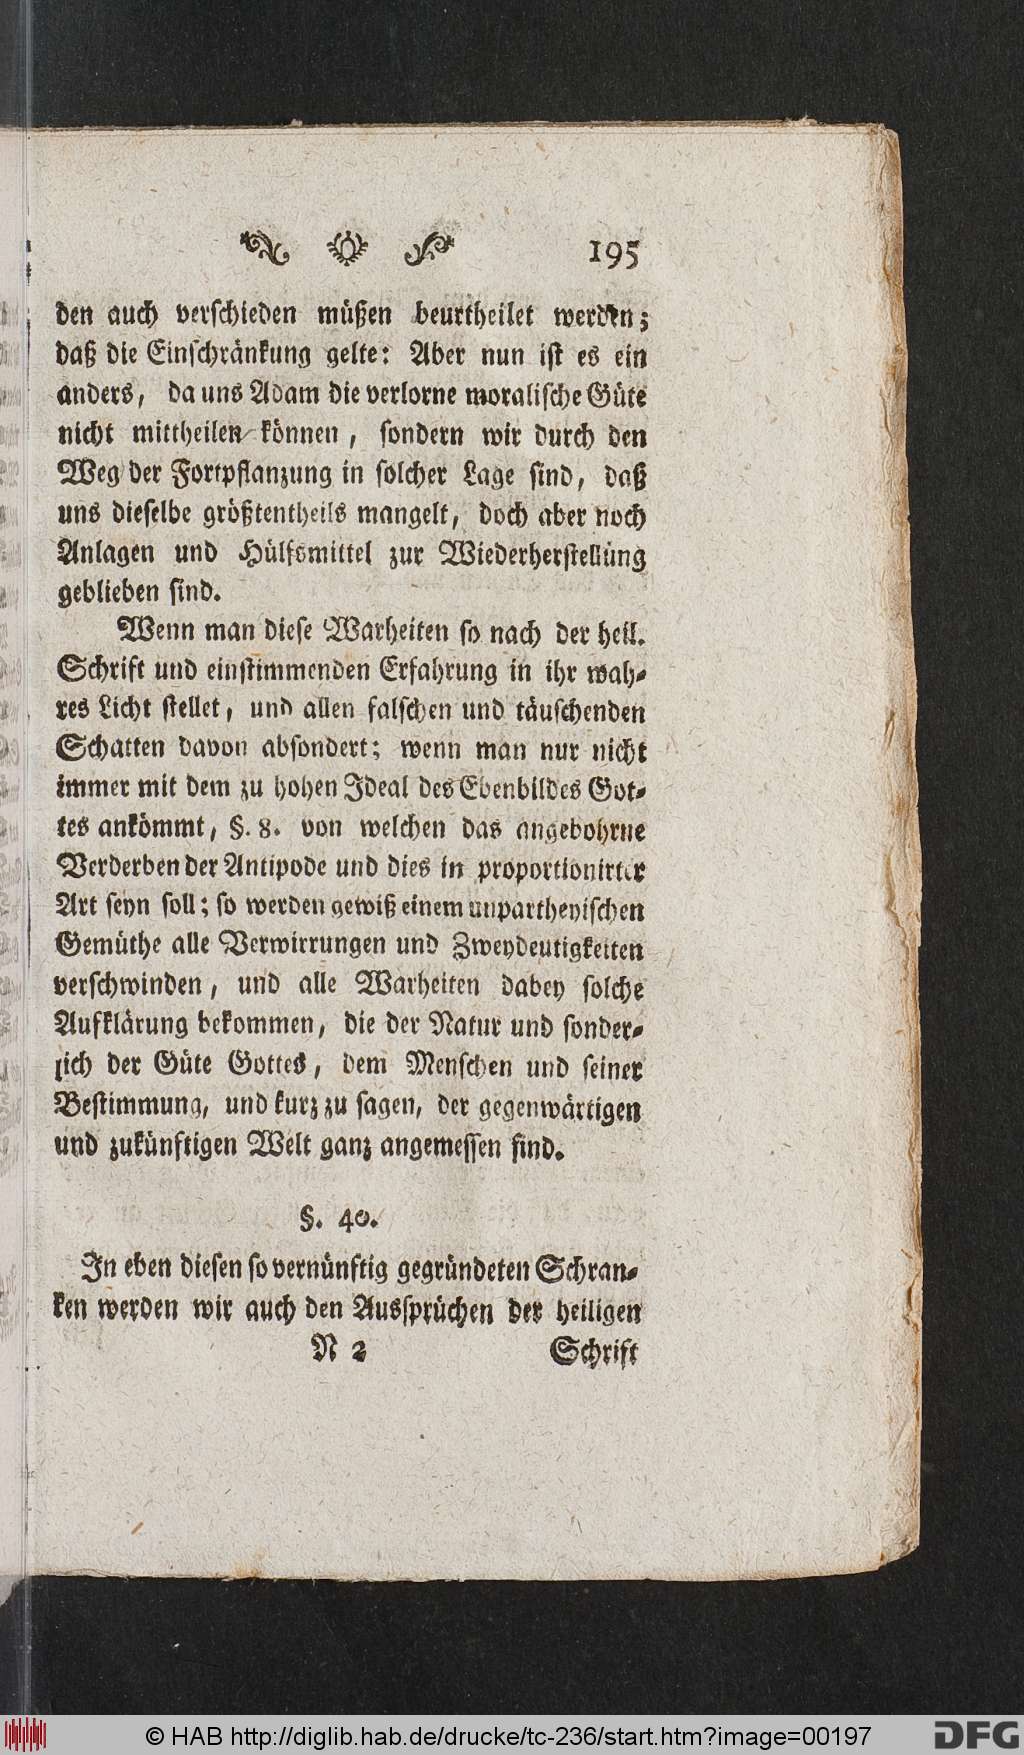 195
den auch verschieden müßen beurtheilet werden;
daß die Einschränkung gelte: Aber nun ist es ein
anders, da uns Adam die verlorne moralische Güte
nicht mittheilen können, sondern wir durch den
Weg der Fortpflanzung in solcher Lage sind, daß
uns dieselbe größtentheils mangelt, doch aber noch
Anlagen und Hülfsmittel zur Wiederherstellüng
geblieben sind.
Wenn man diese Warheiten so nach der heil.
Schrift und einstimmenden Erfahrung in ihr wah-
res Licht stellet, und allen falschen und täuschenden
Schatten davon absondert; wenn man nur nicht
immer mit dem zu hohen Ideal des Ebenbildes Got-
tes ankömmt, §. 8. von welchen das angebohrne
Verderben der Antipode und dies in proportionirter
Art seyn soll; so werden gewiß einem unpartheyischen
Gemüthe alle Verwirrungen und Zweydeutigkeiten
verschwinden, und alle Warheiten dabey solche
Aufklärung bekommen, die der Natur und sonder-
lich der Güte Gottes, dem Menschen und seiner
Bestimmung, und kurz zu sagen, der gegenwärtigen
und zukünftigen Welt ganz angemessen sind.
§. 40.
In eben diesen so vernünftig gegründeten Schran-
ken werden wir auch den Aussprüchen der heiligen
N 2 Schrift
© HAB http://diglib.hab.de/drucke/tc-236/start.htm?image=00197
DFG